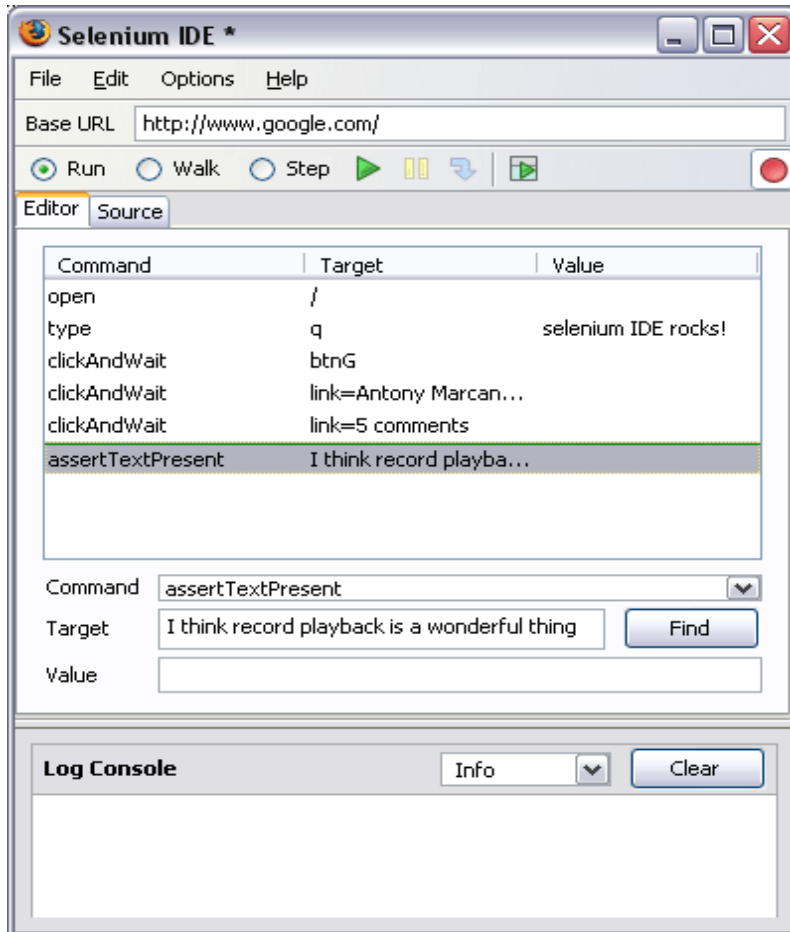 Selenium IDE *
File Edit Options Help
Base URL http://www.google.com/
Run Walk Step
Editor Source
Command Target Value
open /
type q selenium IDE rocks!
clickAndWait btnG
clickAndWait link=Antony Marcan...
clickAndWait link=5 comments
assertTextPresent I think record playba...
Command assertTextPresent
Target I think record playback is a wonderful thing Find
Value
Log Console Info Clear